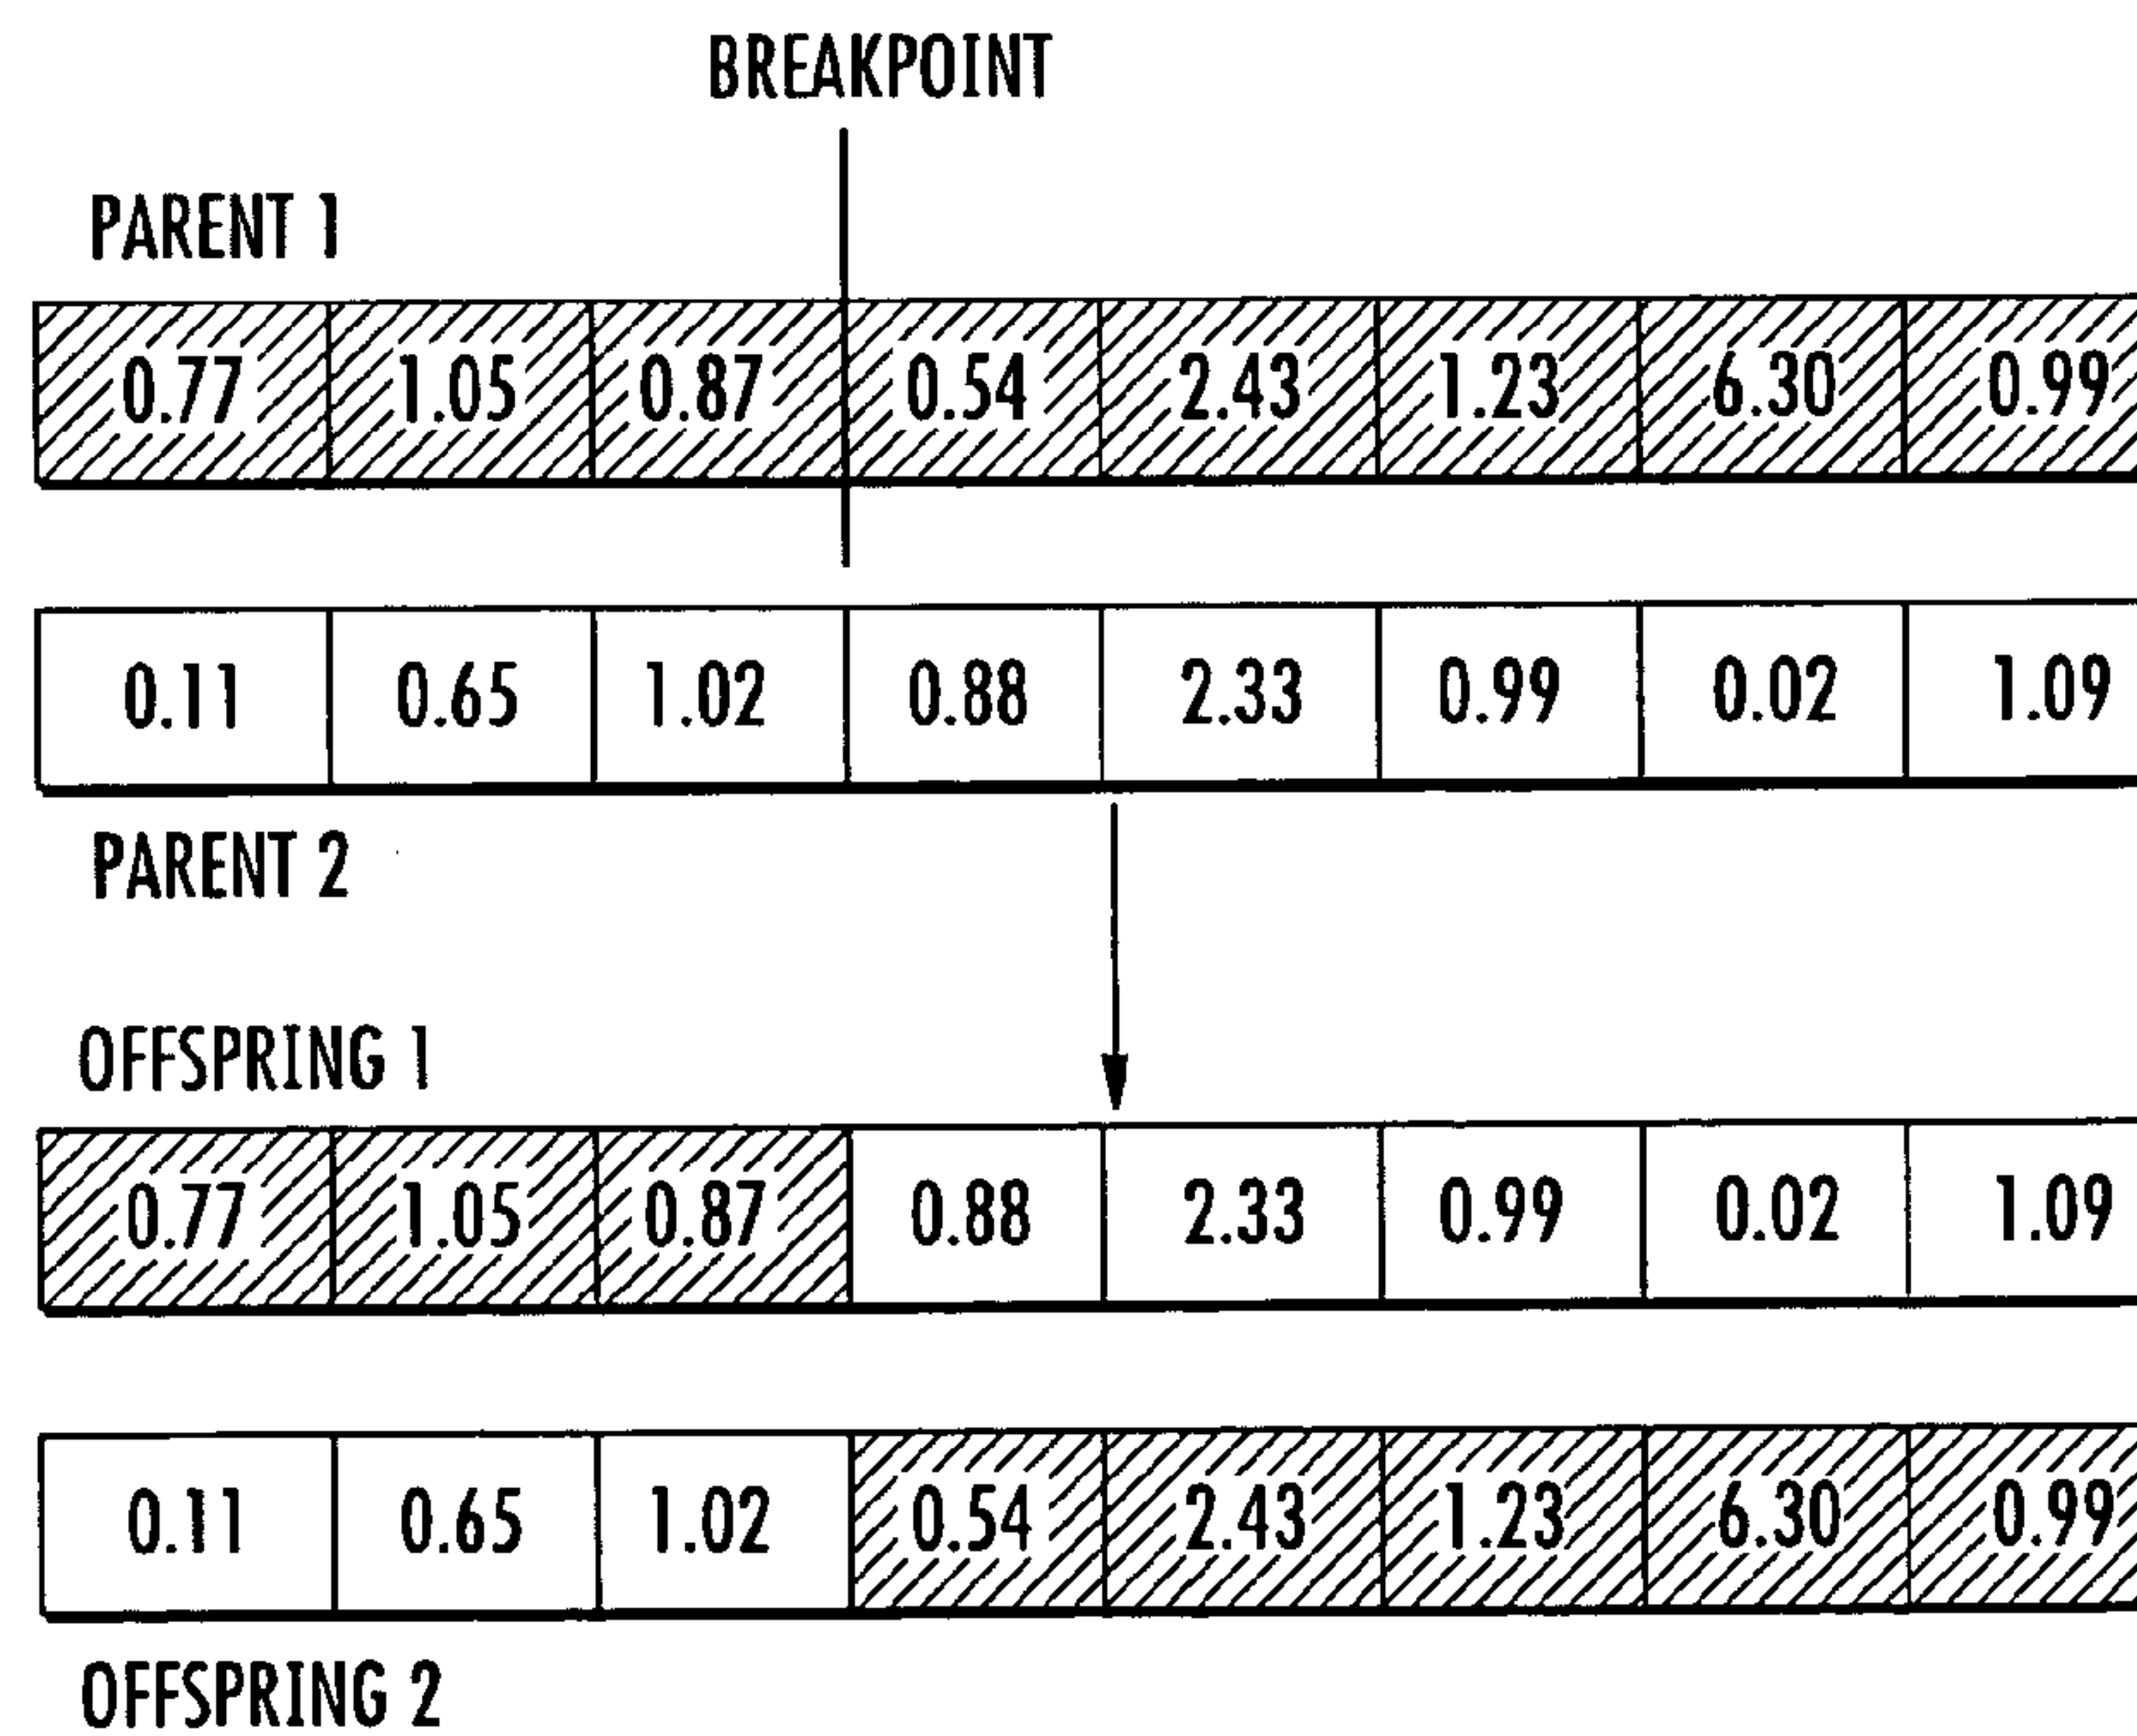 BREAKPOINT
PARENT 1
0.77 1.05 0.87 0.54 2.43 1.23 6.30 0.99
0.11 0.65 1.02 0.88 2.33 0.99 0.02 1.09
PARENT 2
OFFSPRING 1
0.77 1.05 0.87 0.88 2.33 0.99 0.02 1.09
0.11 0.65 1.02 0.54 2.43 1.23 6.30 0.99
OFFSPRING 2